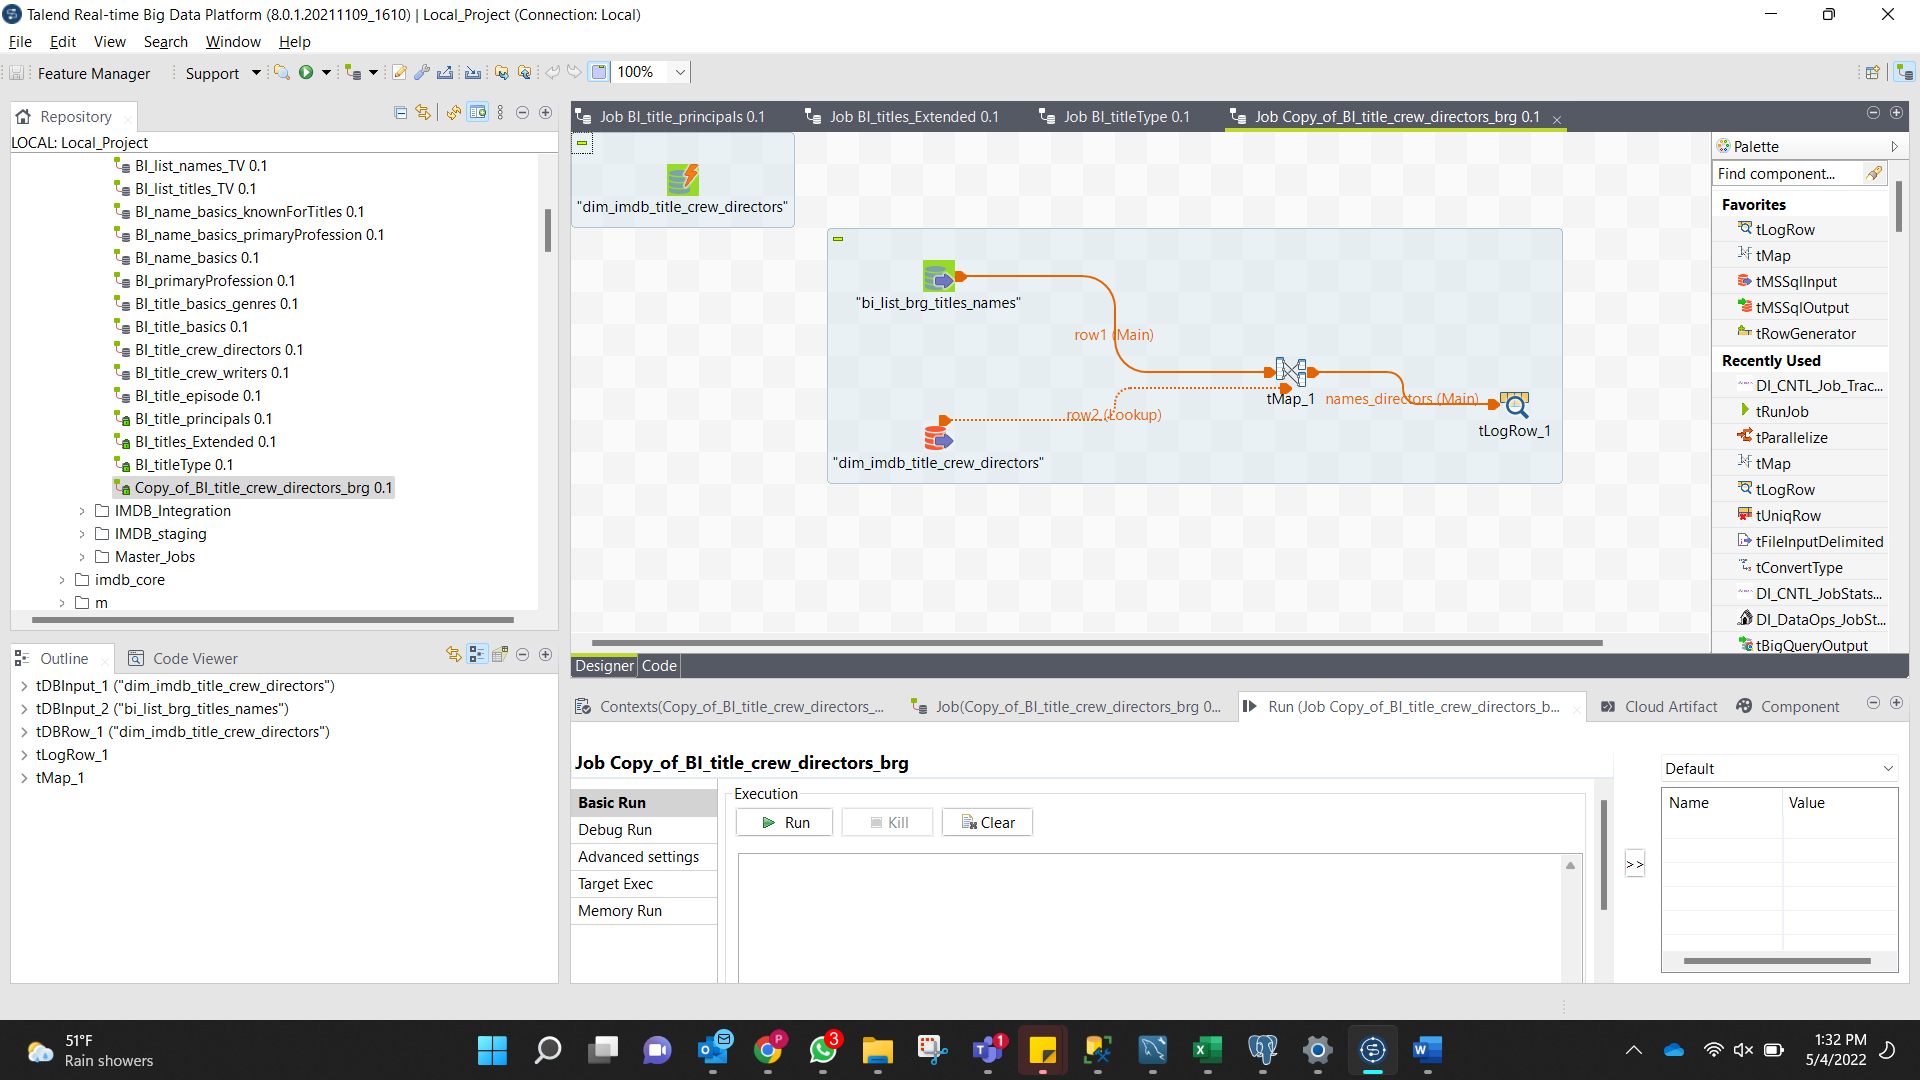 Talend Real-time Big Data Platform (8.0.1.20211109_1610) | Local_Project (Connection: Local)
File Edit View Search Window Help
Feature Manager Support 100%
Repository
LOCAL: Local_Project
BI_list_names_TV 0.1
BI_list_titles_TV 0.1
BI_name_basics_knownForTitles 0.1
BI_name_basics_primaryProfession 0.1
BI_name_basics 0.1
BI_primaryProfession 0.1
BI_title_basics_genres 0.1
BI_title_basics 0.1
BI_title_crew_directors 0.1
BI_title_crew_writers 0.1
BI_title_episode 0.1
BI_title_principals 0.1
BI_titles_Extended 0.1
BI_titleType 0.1
Copy_of_BI_title_crew_directors_brg 0.1
IMDB_Integration
IMDB_staging
Master_Jobs
imdb_core
m
Outline Code Viewer
tDBInput_1 ("dim_imdb_title_crew_directors")
tDBInput_2 ("bi_list_brg_titles_names")
tDBRow_1 ("dim_imdb_title_crew_directors")
tLogRow_1
tMap_1
Job BI_title_principals 0.1 Job BI_titles_Extended 0.1 Job BI_titleType 0.1 Job Copy_of_BI_title_crew_directors_brg 0.1
"dim_imdb_title_crew_directors"
"bi_list_brg_titles_names"
row1 (Main)
tMap_1 names_directors (Main)
row2 (Lookup)
tLogRow_1
"dim_imdb_title_crew_directors"
Designer Code
Palette
Find component...
Favorites
tLogRow
tMap
tMSSqlInput
tMSSqlOutput
tRowGenerator
Recently Used
DI_CNTL_Job_Trac...
tRunJob
tParallelize
tMap
tLogRow
tUniqRow
tFileInputDelimited
tConvertType
DI_CNTL_JobStats...
DI_DataOps_JobSt...
tBigQueryOutput
Contexts(Copy_of_BI_title_crew_directors_... Job(Copy_of_BI_title_crew_directors_brg 0... Run (Job Copy_of_BI_title_crew_directors_b... Cloud Artifact Component
Job Copy_of_BI_title_crew_directors_brg
Basic Run
Debug Run
Advanced settings
Target Exec
Memory Run
Execution
Run Kill Clear
>>
Default
Name Value
51°F
Rain showers
P
3
1
1:32 PM
5/4/2022